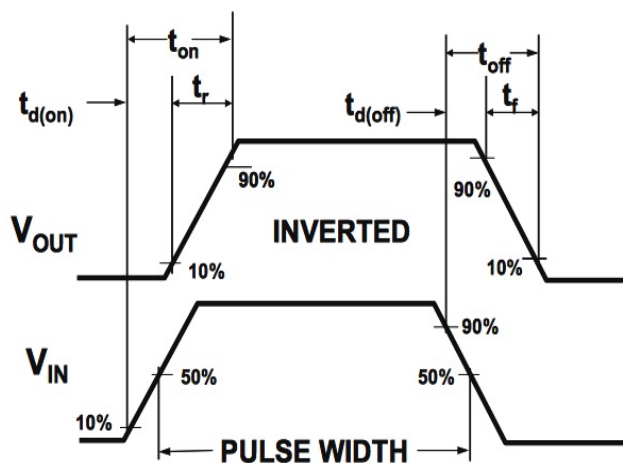 t_on
t_off
t_d(on)
t_r
t_d(off)
t_f
90%
90%
V_OUT
INVERTED
10%
10%
90%
V_IN
50%
50%
10%
PULSE WIDTH